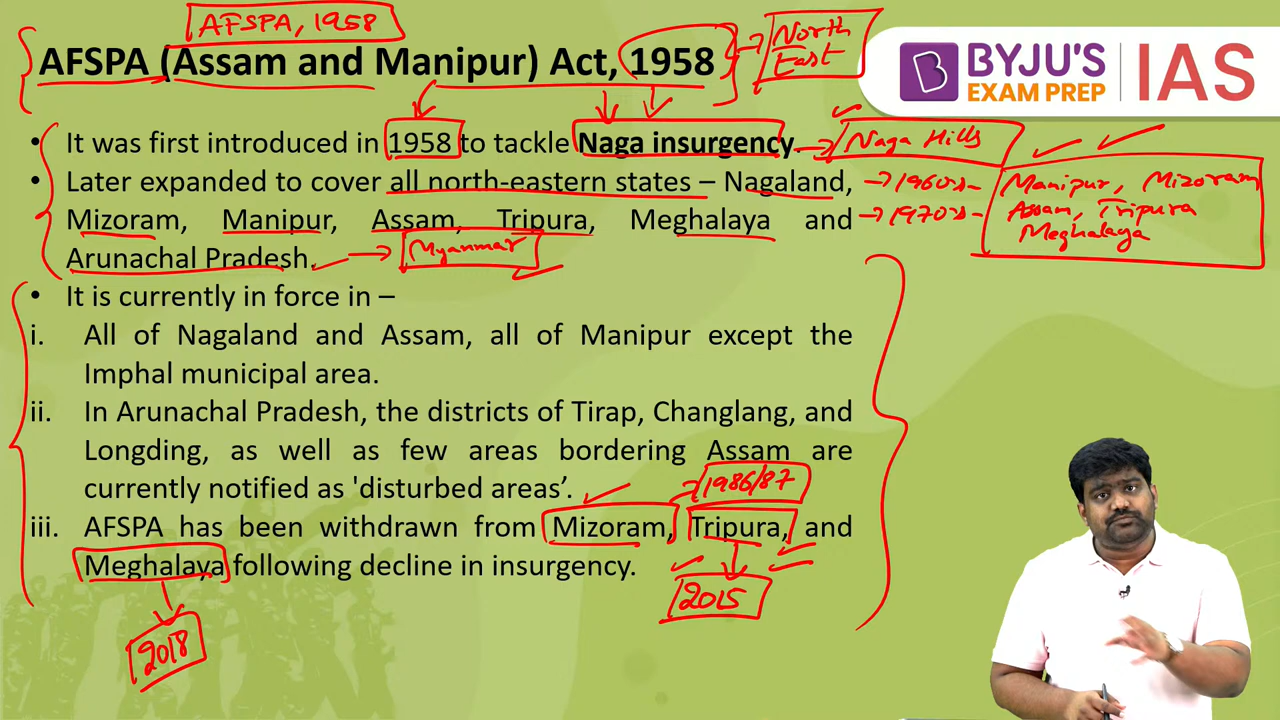 AFSPA, 1958
AFSPA (Assam and Manipur) Act, 1958
North
East
BYJU'S
EXAM PREP
IAS
• It was first introduced in 1958 to tackle Naga insurgency.
Naga Hills
• Later expanded to cover all north-eastern states – Nagaland,
Mizoram, Manipur, Assam, Tripura, Meghalaya and
Arunachal Pradesh.
Myanmar
1960s-
1970s-
Manipur, Mizoram
Assam, Tripura
Meghalaya
• It is currently in force in –
i. All of Nagaland and Assam, all of Manipur except the
Imphal municipal area.
ii. In Arunachal Pradesh, the districts of Tirap, Changlang, and
Longding, as well as few areas bordering Assam are
currently notified as 'disturbed areas’.
1986/87
iii. AFSPA has been withdrawn from Mizoram, Tripura, and
Meghalaya following decline in insurgency.
2015
2018